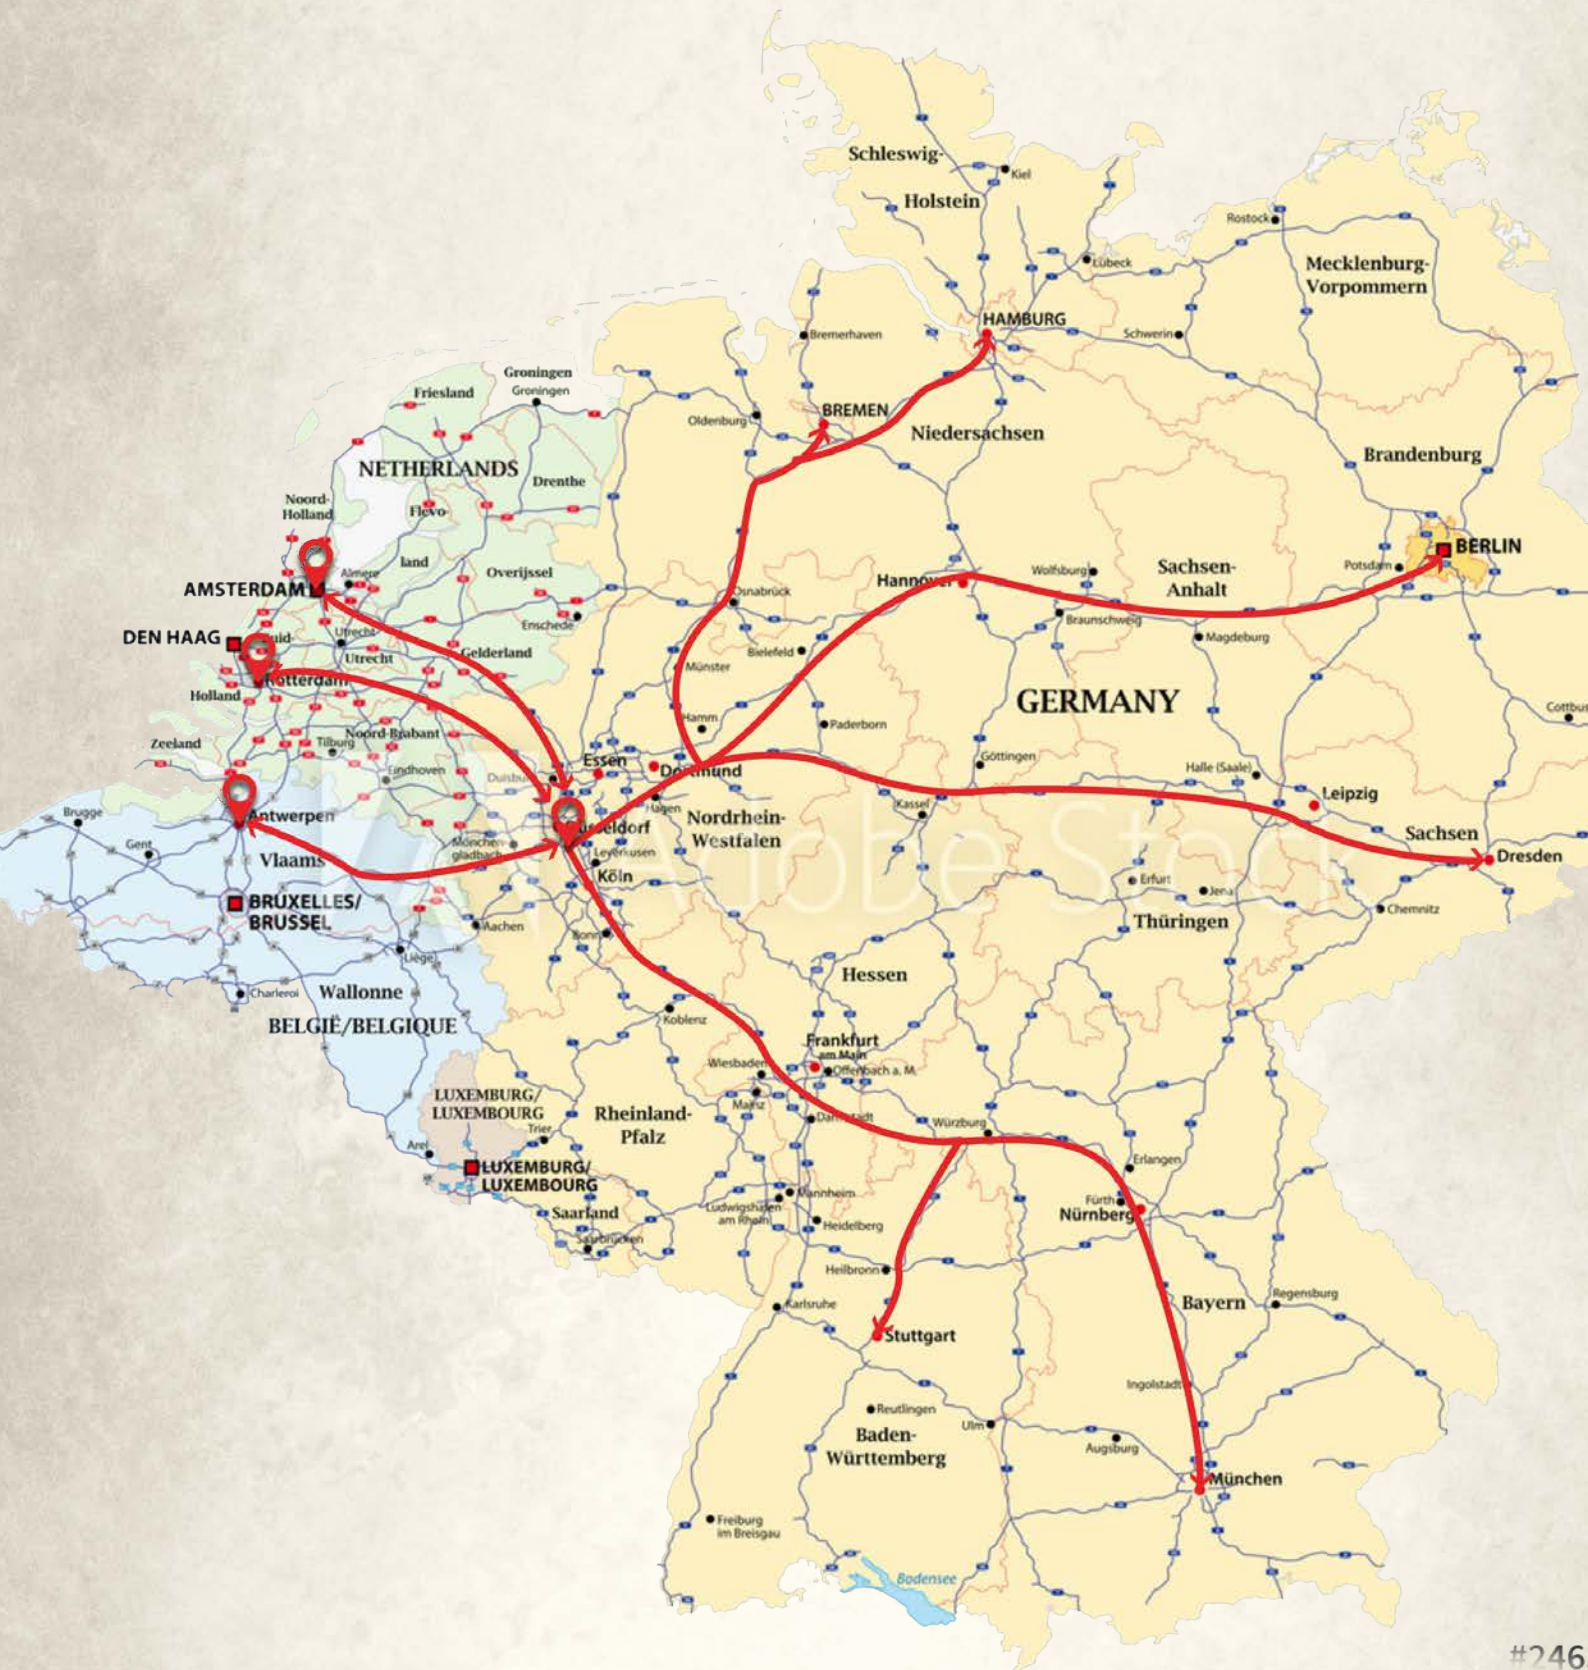 Schleswig-
Holstein
Kiel
Rostock
Lübeck
Mecklenburg-
Vorpommern
HAMBURG
Schwerin
Bremerhaven
Groningen
Groningen
Friesland
BREMEN
Oldenburg
Niedersachsen
Brandenburg
NETHERLANDS
Drenthe
Noord-
Holland
Flevo-
land
Overijssel
BERLIN
Potsdam
Sachsen-
Anhalt
Wolfsburg
Hannover
AMSTERDAM
Almere
Osnabrück
Enschede
Braunschweig
Magdeburg
DEN HAAG
Utrecht
Utrecht
Gelderland
Bielefeld
Münster
Holland
Rotterdam
GERMANY
Cottbus
Hamm
Paderborn
Zeeland
Noord-Brabant
Tilburg
Eindhoven
Göttingen
Essen
Dortmund
Halle (Saale)
Leipzig
Kassel
Hagen
Nordrhein-
Westfalen
Brugge
Antwerpen
Gent
Mönchen-
gladbach
Leverkusen
Köln
Sachsen
Dresden
Vlaams
Adobe Stock
BRUXELLES/
BRUSSEL
Aachen
Bonn
Erfurt
Jena
Thüringen
Chemnitz
Liège
Hessen
Charleroi
Wallonne
BELGIË/BELGIQUE
Koblenz
Frankfurt
am Main
Offenbach a. M.
Wiesbaden
Mainz
Darmstadt
LUXEMBURG/
LUXEMBOURG
Rheinland-
Pfalz
Trier
Arel
Würzburg
Erlangen
LUXEMBURG/
LUXEMBOURG
Mannheim
Ludwigshafen
am Rhein
Heidelberg
Fürth
Nürnberg
Saarland
Saarbrücken
Heilbronn
Karlsruhe
Bayern
Regensburg
Stuttgart
Ingolstadt
Reutlingen
Ulm
Baden-
Württemberg
Augsburg
München
Freiburg
im Breisgau
Bodensee
#246